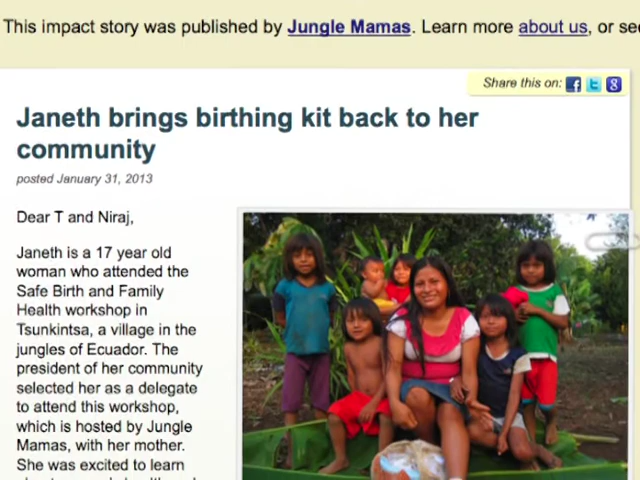 This impact story was published by Jungle Mamas. Learn more about us, or see
Share this on:
Janeth brings birthing kit back to her
community
posted January 31, 2013
Dear T and Niraj,
Janeth is a 17 year old
woman who attended the
Safe Birth and Family
Health workshop in
Tsunkintsa, a village in the
jungles of Ecuador. The
president of her community
selected her as a delegate
to attend this workshop,
which is hosted by Jungle
Mamas, with her mother.
She was excited to learn